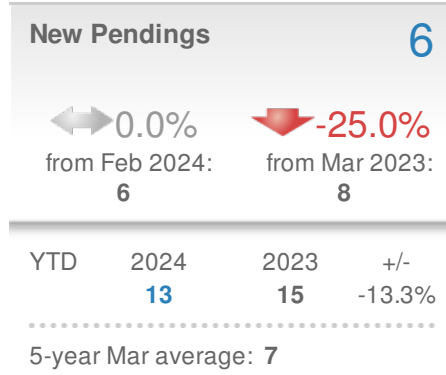 New Pendings 6
0.0% -25.0%
from Feb 2024: from Mar 2023:
6 8
YTD 2024 2023 +/-
13 15 -13.3%
5-year Mar average: 7